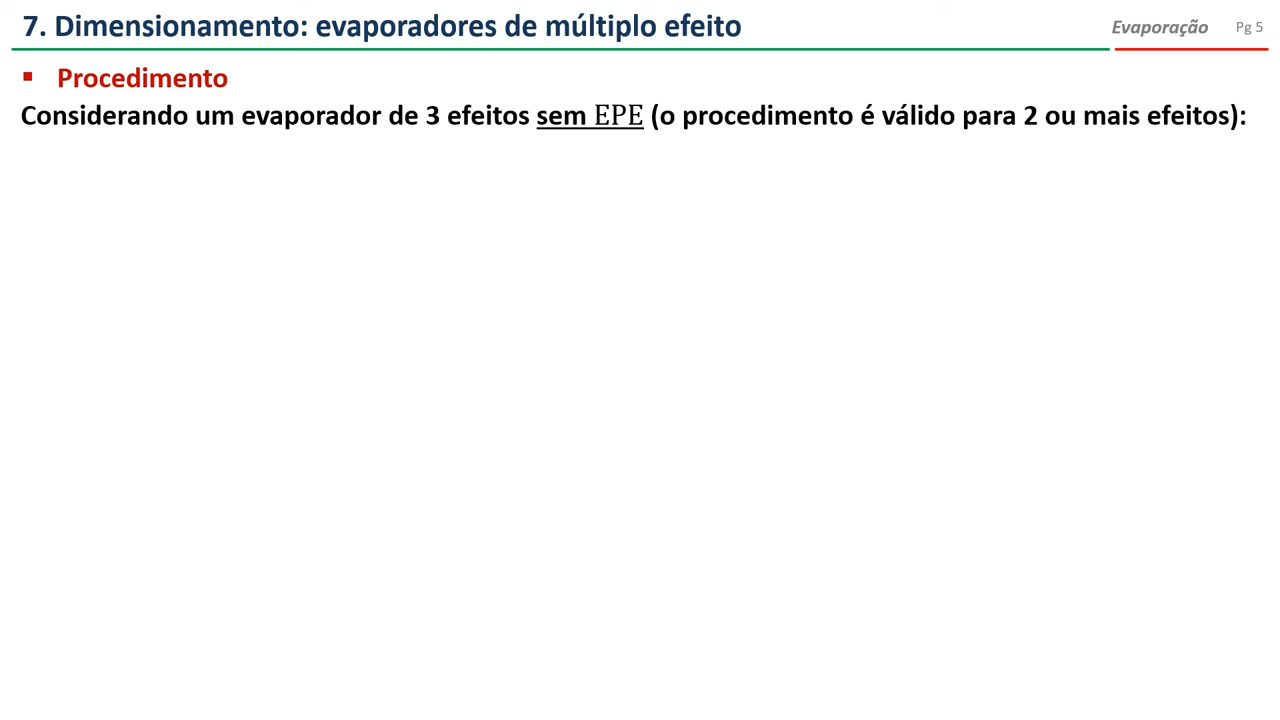 7. Dimensionamento: evaporadores de múltiplo efeito
Evaporação Pg 5
▪ Procedimento
Considerando um evaporador de 3 efeitos sem EPE (o procedimento é válido para 2 ou mais efeitos):